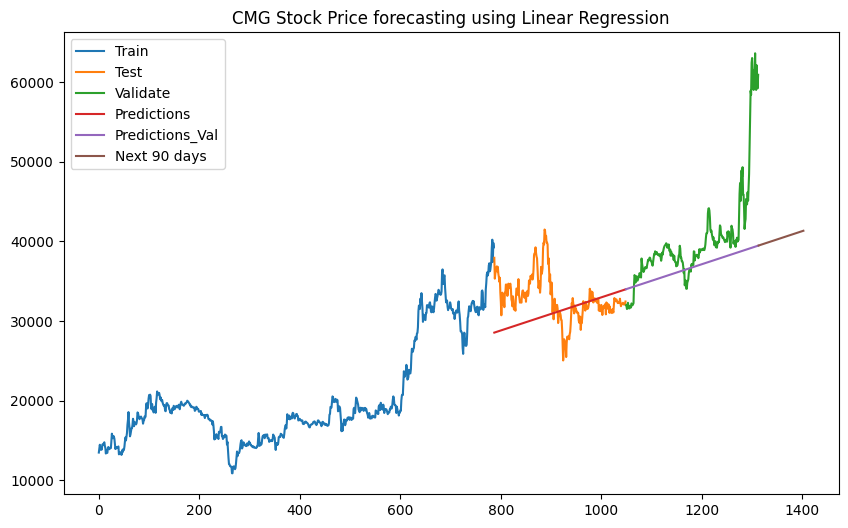 CMG Stock Price forecasting using Linear Regression
Train
Test
Validate
Predictions
Predictions_Val
Next 90 days
60000
50000
40000
30000
20000
10000
0
200
400
600
800
1000
1200
1400